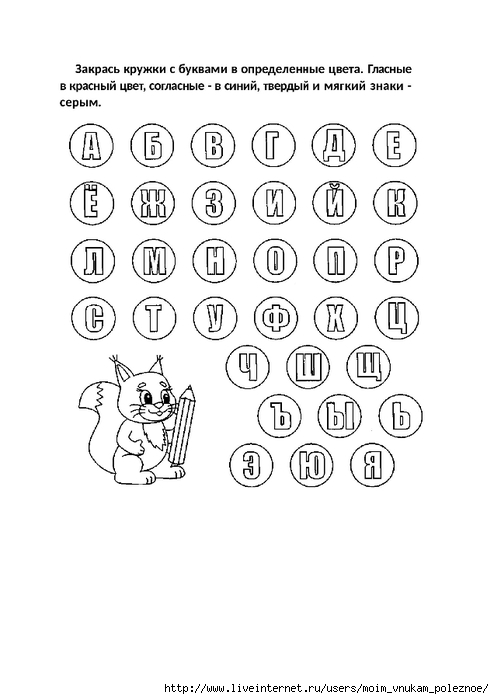 Закрась кружки с буквами в определенные цвета. Гласные
в красный цвет, согласные - в синий, твердый и мягкий знаки -
серым.
А Б В Г Д Е
Ё Ж З И Й К
Л М Н О П Р
С Т У Ф Х Ц
Ч Ш Щ
Ъ Ы Ь
Э Ю Я
http://www.liveinternet.ru/users/moim_vnukam_poleznoe/